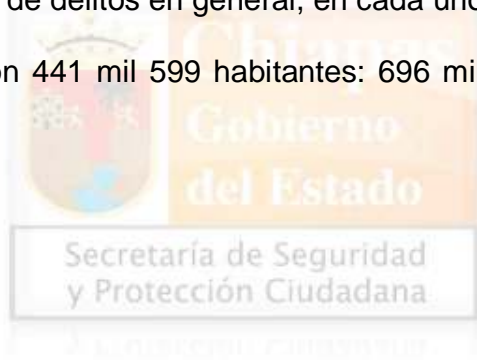 de delitos en general, en cada uno
n 441 mil 599 habitantes: 696 mi
Chiapas
Gobierno
del Estado
Secretaría de Seguridad
y Protección Ciudadana